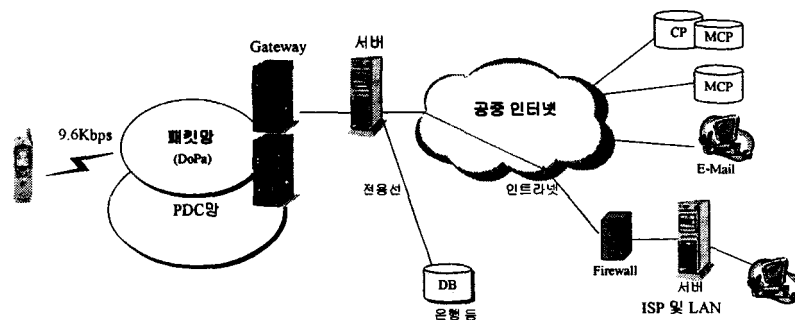 Gateway
서버
CP
MCP
MCP
공중 인터넷
9.6Kbps
패킷망
(DoPa)
PDC망
전용선
인트라넷
E-Mail
Firewall
서버
ISP 및 LAN
DB
은행 등